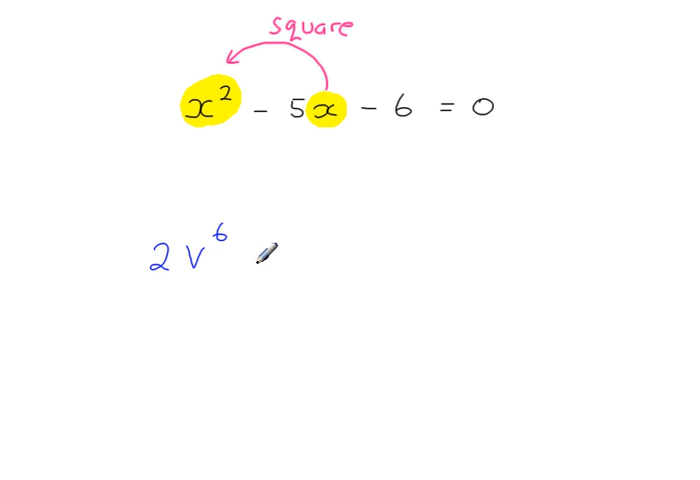 square
x² - 5x - 6 = 0
2v⁶